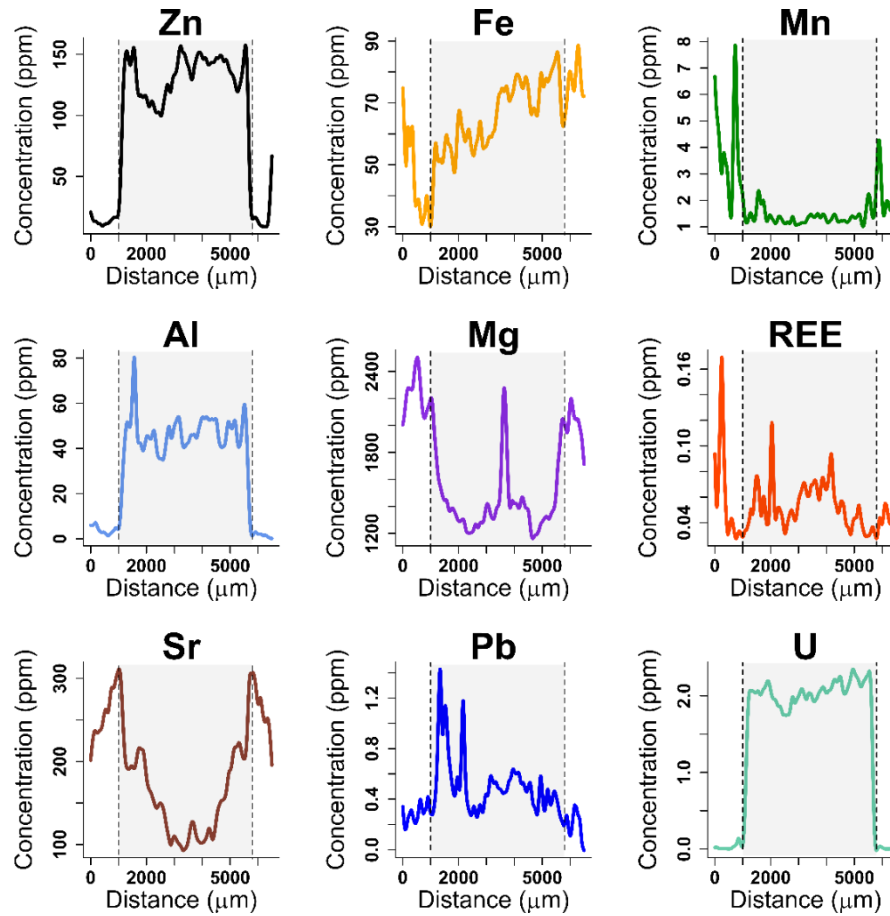 Zn
Fe
Mn
Concentration (ppm)
50 100 150
0 2000 5000
Distance (μm)
Concentration (ppm)
30 50 70 90
0 2000 5000
Distance (μm)
Concentration (ppm)
1 2 3 4 5 6 7 8
0 2000 5000
Distance (μm)
Al
Mg
REE
Concentration (ppm)
0 20 40 60 80
0 2000 5000
Distance (μm)
Concentration (ppm)
1200 1800 2400
0 2000 5000
Distance (μm)
Concentration (ppm)
0.04 0.10 0.16
0 2000 5000
Distance (μm)
Sr
Pb
U
Concentration (ppm)
100 200 300
0 2000 5000
Distance (μm)
Concentration (ppm)
0.0 0.4 0.8 1.2
0 2000 5000
Distance (μm)
Concentration (ppm)
0.0 1.0 2.0
0 2000 5000
Distance (μm)